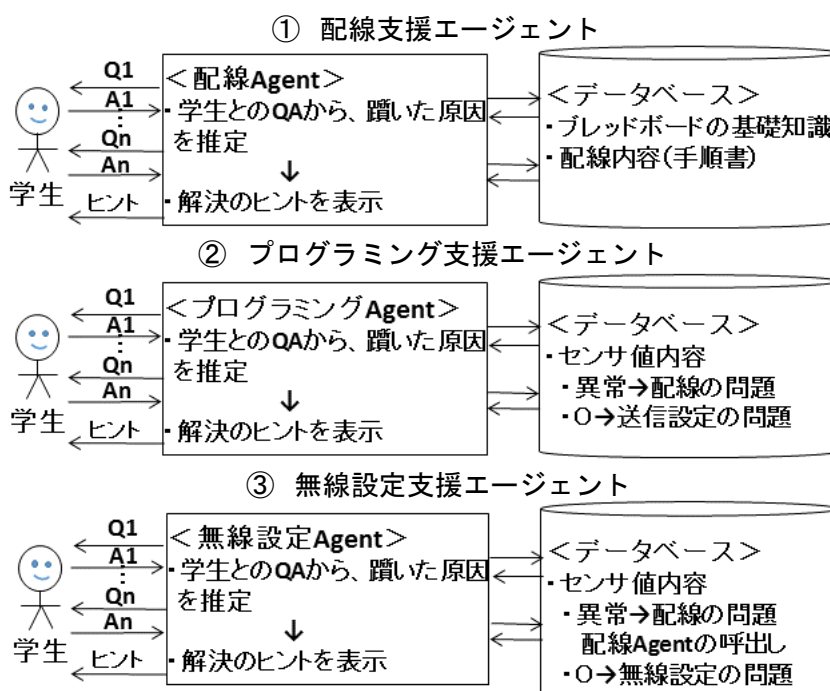 ① 配線支援エージェント
Q1
A1
Qn
An
ヒント
学生
＜配線Agent＞
・学生とのQAから、躓いた原因
を推定
↓
・解決のヒントを表示
＜データベース＞
・ブレッドボードの基礎知識
・配線内容(手順書)
② プログラミング支援エージェント
Q1
A1
Qn
An
ヒント
学生
＜プログラミングAgent＞
・学生とのQAから、躓いた原因
を推定
↓
・解決のヒントを表示
＜データベース＞
・センサ値内容
・異常→配線の問題
・0→送信設定の問題
③ 無線設定支援エージェント
Q1
A1
Qn
An
ヒント
学生
＜無線設定Agent＞
・学生とのQAから、躓いた原因
を推定
↓
・解決のヒントを表示
＜データベース＞
・センサ値内容
・異常→配線の問題
配線Agentの呼出し
・0→無線設定の問題